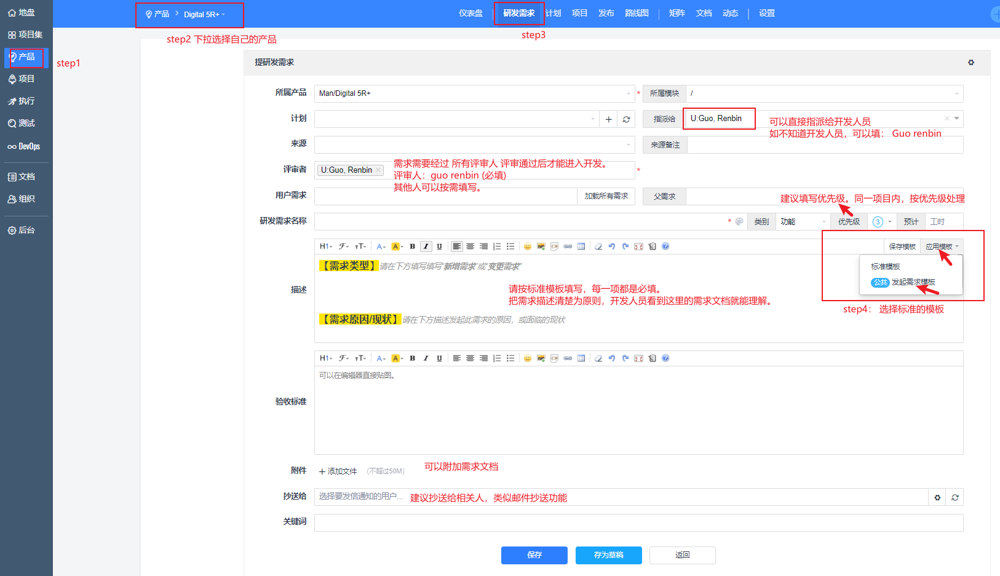 地盘
项目集
产品
项目
执行
测试
DevOps
文档
组织
后台
step1
产品 Digital 5R+
step2 下拉选择自己的产品
仪表盘 研发需求 计划 项目 发布 路线图 矩阵 文档 动态 设置
step3
提研发需求
所属产品 Man/Digital 5R+ * 所属模块 /
计划 指派给 U:Guo, Renbin
可以直接指派给开发人员
如不知道开发人员，可以填： Guo renbin
来源 来源备注
评审者 U:Guo, Renbin *
需求需要经过 所有评审人 评审通过后才能进入开发。
评审人：guo renbin (必填)
其他人可以按需填写。
用户需求 加载所有需求 父需求
建议填写优先级。同一项目内，按优先级处理
研发需求名称 * 类别 功能 优先级 3 预计 工时
描述
H1 F тT A A B I U
保存模板 应用模板
标准模板
公共 发起需求模板
step4： 选择标准的模板
【需求类型】请在下方填写填写“新增需求”或“变更需求”
请按标准模板填写，每一项都是必填。
把需求描述清楚为原则，开发人员看到这里的需求文档就能理解。
【需求原因/现状】请在下方描述发起此需求的原因，或面临的现状
验收标准
H1 F тT A A B I U
可以在编辑器直接贴图。
附件 + 添加文件 (不超过50M)
可以附加需求文档
抄送给 选择要发信通知的用户...
建议抄送给相关人，类似邮件抄送功能
关键词
保存 存为草稿 返回